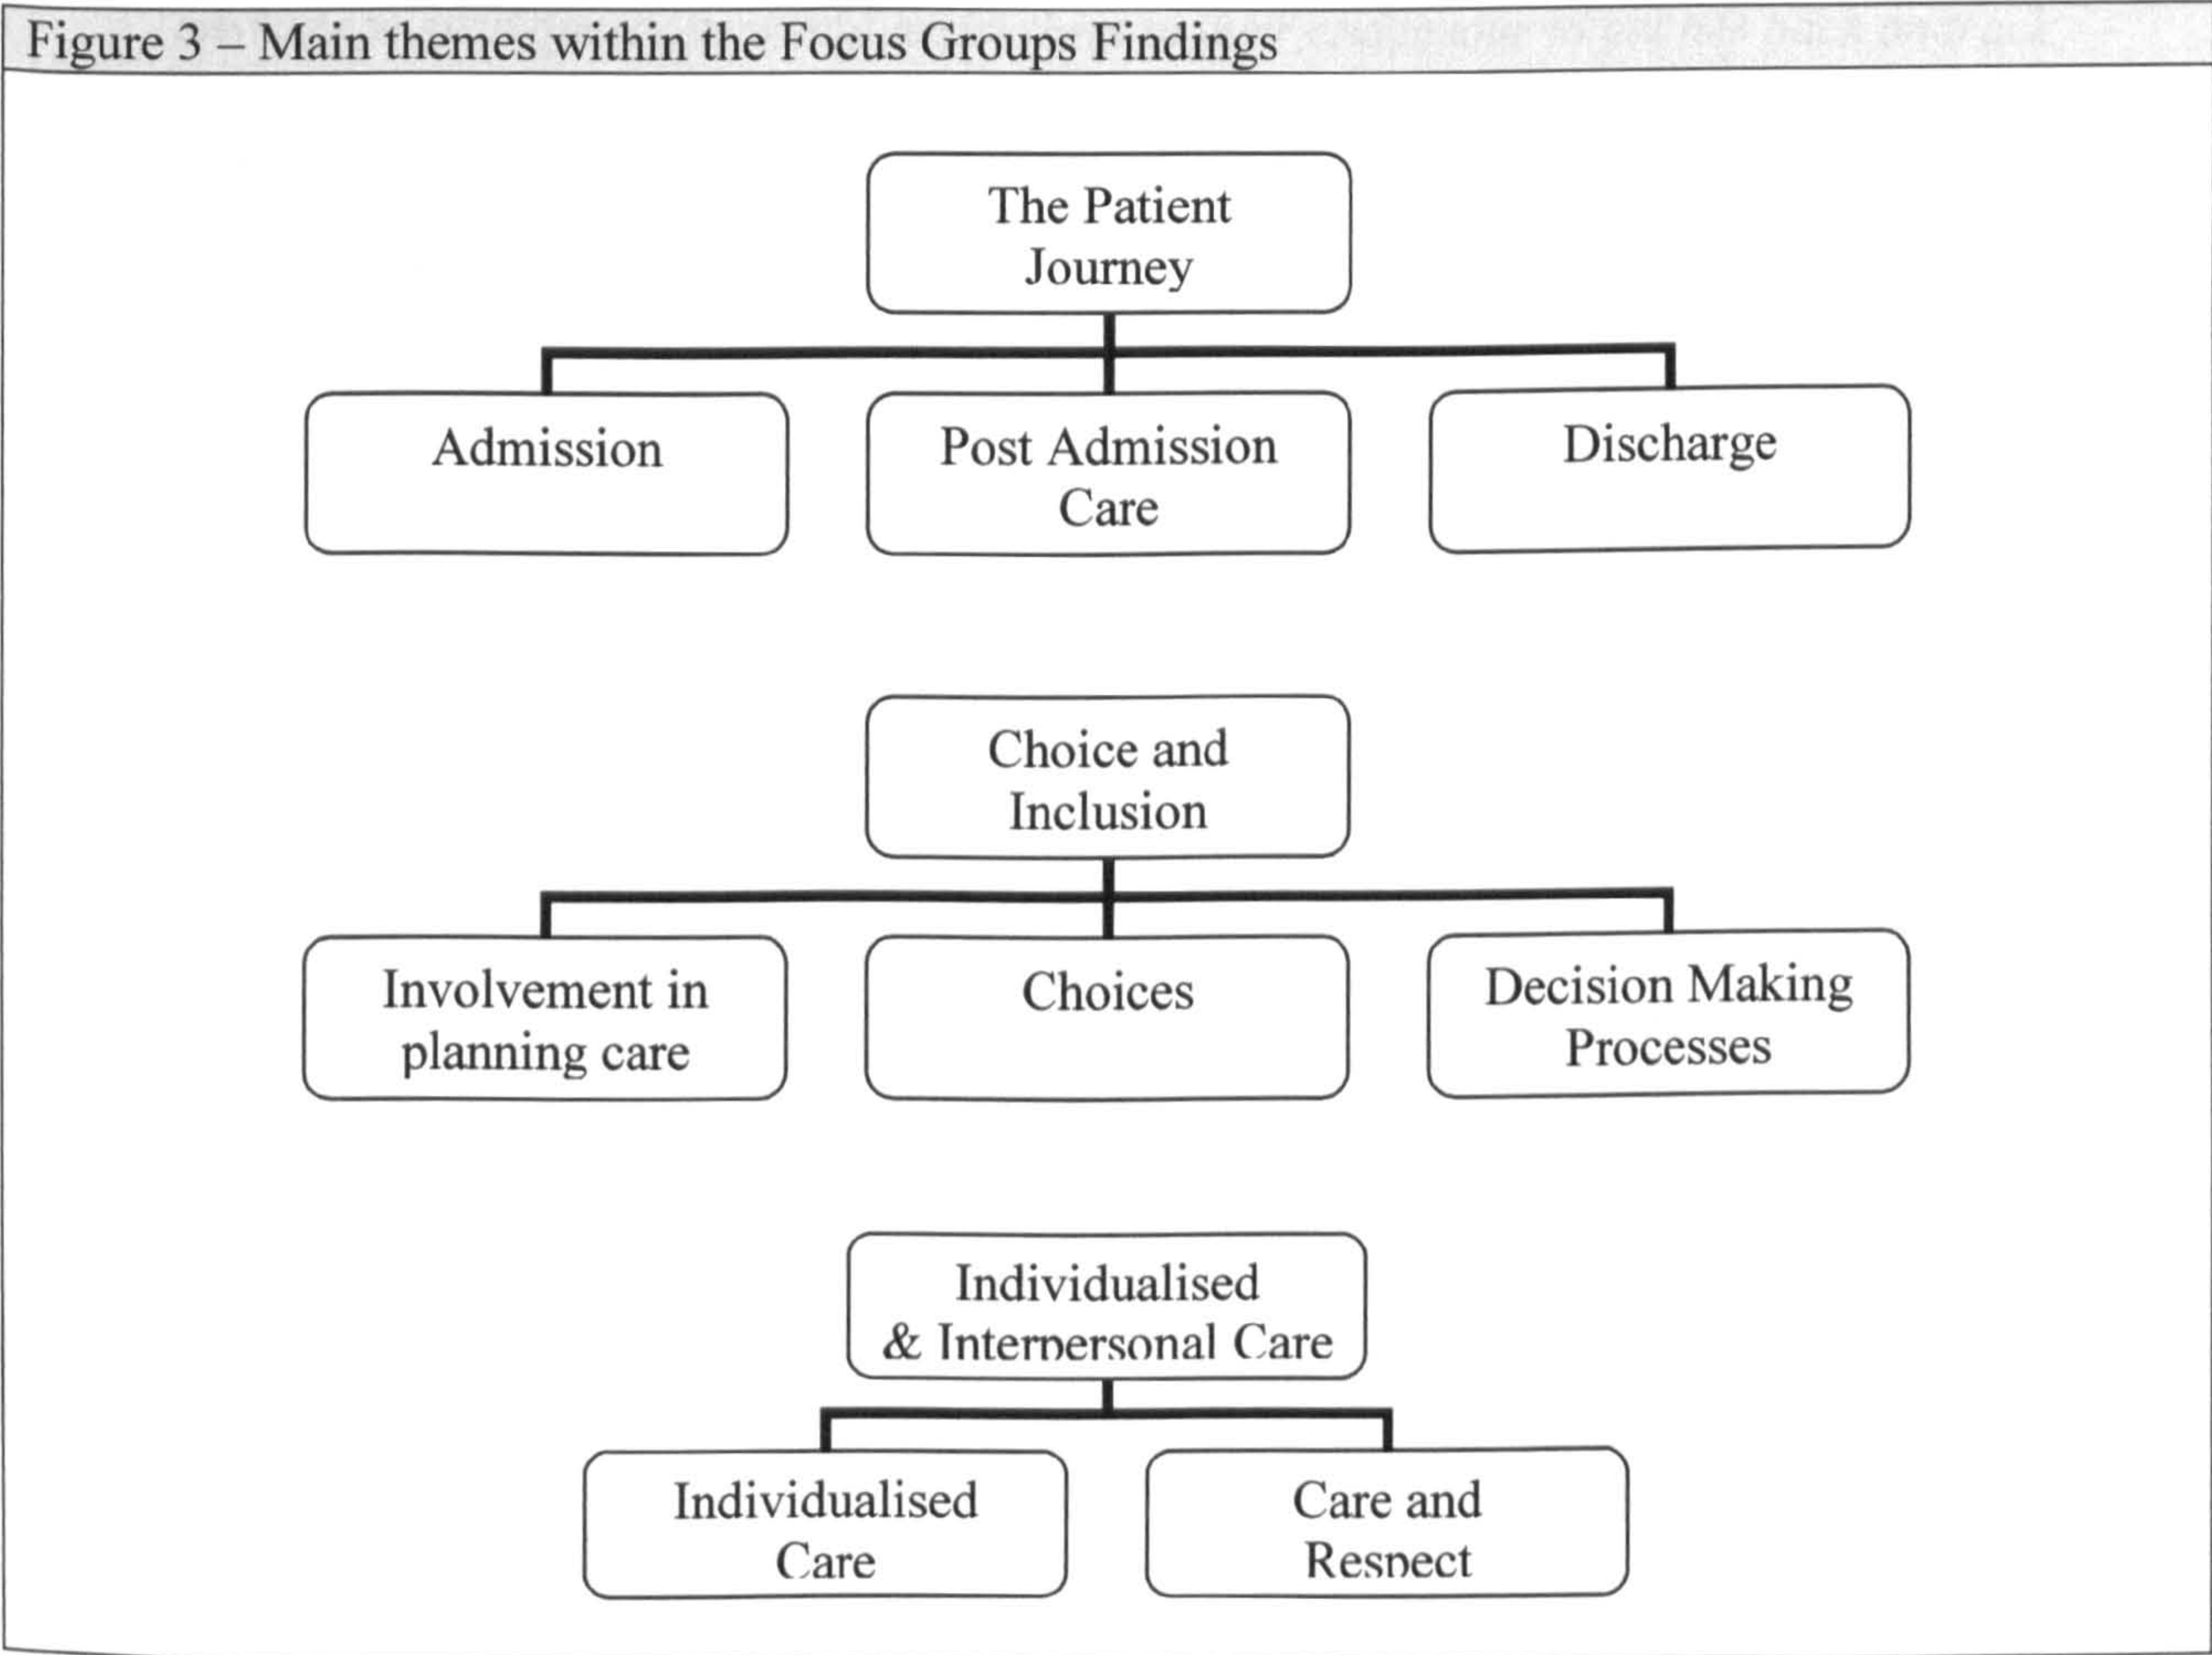 Figure 3 – Main themes within the Focus Groups Findings
The Patient
Journey
Admission
Post Admission
Care
Discharge
Choice and
Inclusion
Involvement in
planning care
Choices
Decision Making
Processes
Individualised
& Interpersonal Care
Individualised
Care
Care and
Respect